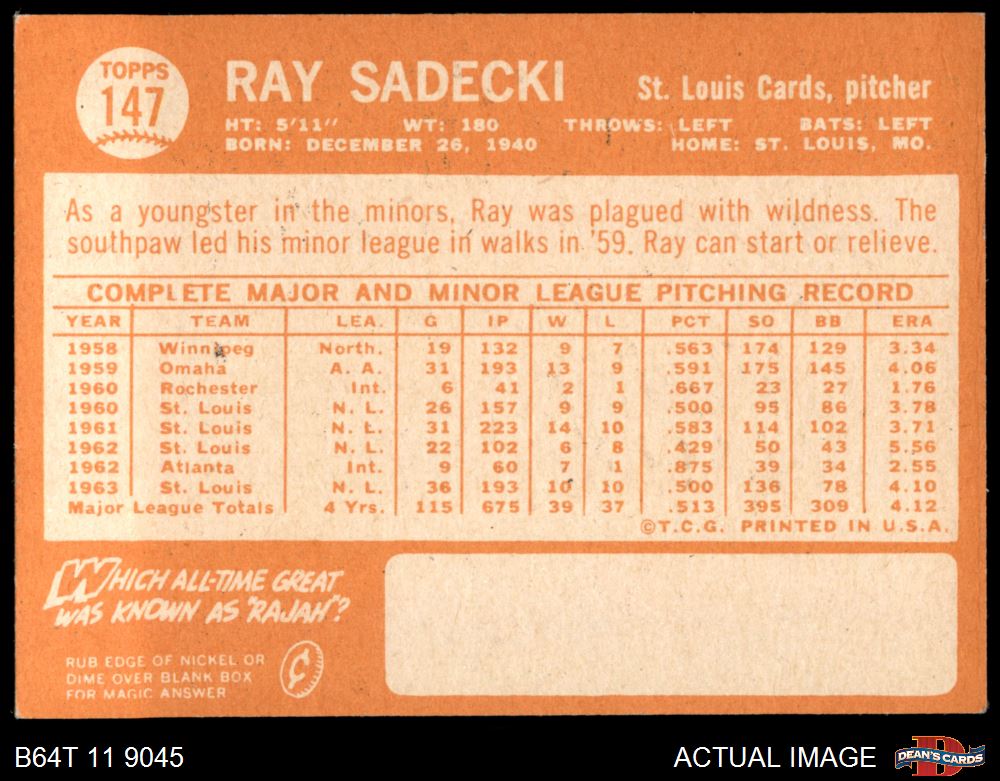 TOPPS
147
RAY SADECKI
St. Louis Cards, pitcher
HT: 5'11" WT: 180 THROWS: LEFT BATS: LEFT
BORN: DECEMBER 26, 1940 HOME: ST. LOUIS, MO.
As a youngster in the minors, Ray was plagued with wildness. The
southpaw led his minor league in walks in '59. Ray can start or relieve.
COMPLETE MAJOR AND MINOR LEAGUE PITCHING RECORD
YEAR TEAM LEA. G IP W L PCT SO BB ERA
1958 Winnipeg North. 19 132 9 7 .563 174 129 3.34
1959 Omaha A. A. 31 193 13 9 .591 175 145 4.06
1960 Rochester Int. 6 41 2 1 .667 23 27 1.76
1960 St. Louis N. L. 26 157 9 9 .500 95 86 3.78
1961 St. Louis N. L. 31 223 14 10 .583 114 102 3.71
1962 St. Louis N. L. 22 102 6 8 .429 50 43 5.56
1962 Atlanta Int. 9 60 7 1 .875 39 34 2.55
1963 St. Louis N. L. 36 193 10 10 .500 136 78 4.10
Major League Totals 4 Yrs. 115 675 39 37 .513 395 309 4.12
©T.C.G. PRINTED IN U.S.A.
WHICH ALL-TIME GREAT
WAS KNOWN AS "RAJAH"?
RUB EDGE OF NICKEL OR
DIME OVER BLANK BOX
FOR MAGIC ANSWER
¢
B64T 11 9045
ACTUAL IMAGE
D
DEAN'S CARDS